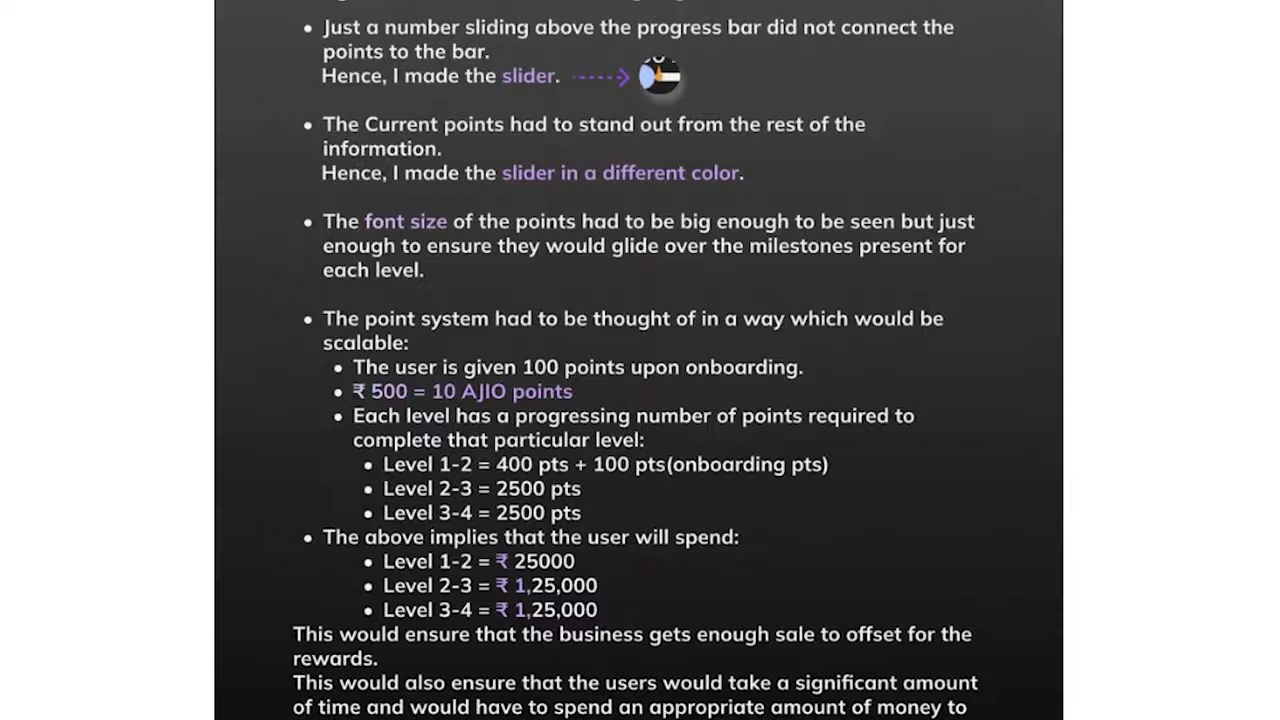 • Just a number sliding above the progress bar did not connect the
points to the bar.
Hence, I made the slider.
• The Current points had to stand out from the rest of the
information.
Hence, I made the slider in a different color.
• The font size of the points had to be big enough to be seen but just
enough to ensure they would glide over the milestones present for
each level.
• The point system had to be thought of in a way which would be
scalable:
• The user is given 100 points upon onboarding.
• ₹ 500 = 10 AJIO points
• Each level has a progressing number of points required to
complete that particular level:
• Level 1-2 = 400 pts + 100 pts(onboarding pts)
• Level 2-3 = 2500 pts
• Level 3-4 = 2500 pts
• The above implies that the user will spend:
• Level 1-2 = ₹ 25000
• Level 2-3 = ₹ 1,25,000
• Level 3-4 = ₹ 1,25,000
This would ensure that the business gets enough sale to offset for the
rewards.
This would also ensure that the users would take a significant amount
of time and would have to spend an appropriate amount of money to